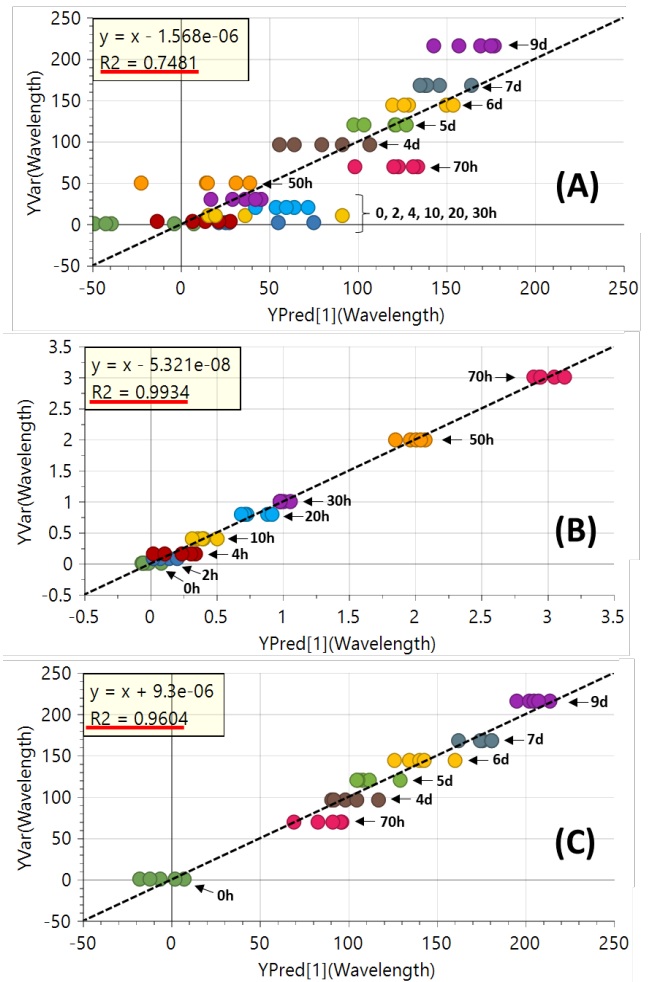 y = x - 1.568e-06
R2 = 0.7481
250
200
150
100
50
0
-50
YVar(Wavelength)
9d
7d
6d
5d
4d
70h
50h
0, 2, 4, 10, 20, 30h
(A)
-50 0 50 100 150 200 250
YPred[1](Wavelength)
y = x - 5.321e-08
R2 = 0.9934
3.5
3
2.5
2
1.5
1
0.5
0
-0.5
YVar(Wavelength)
70h
50h
30h
20h
10h
4h
2h
0h
(B)
-0.5 0 0.5 1 1.5 2 2.5 3 3.5
YPred[1](Wavelength)
y = x + 9.3e-06
R2 = 0.9604
250
200
150
100
50
0
-50
YVar(Wavelength)
9d
7d
6d
5d
4d
70h
0h
(C)
-50 0 50 100 150 200 250
YPred[1](Wavelength)